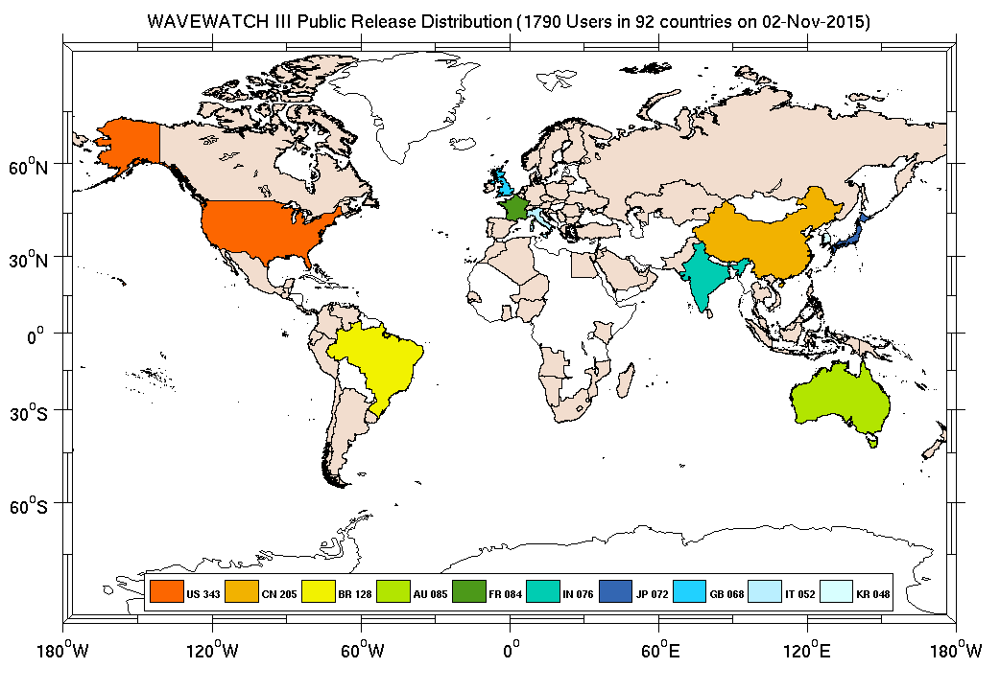 WAVEWATCH III Public Release Distribution (1790 Users in 92 countries on 02-Nov-2015)
60°N
30°N
0°
30°S
60°S
US 343 CN 205 BR 128 AU 085 FR 084 IN 076 JP 072 GB 068 IT 052 KR 048
180°W 120°W 60°W 0° 60°E 120°E 180°W